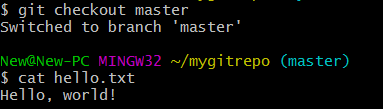 $ git checkout master
Switched to branch 'master'
New@New-PC MINGW32 ~/mygitrepo (master)
$ cat hello.txt
Hello, world!